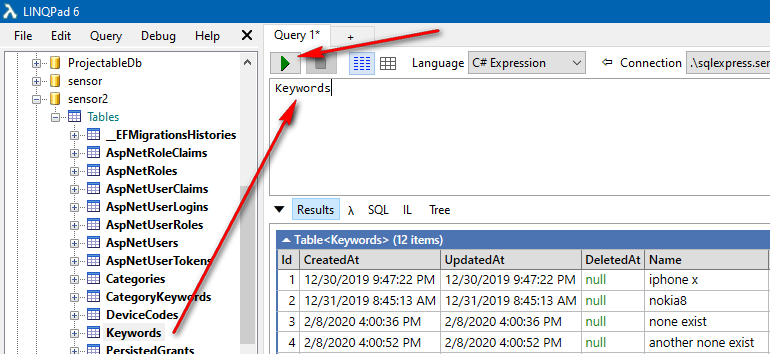 LINQPad 6
File Edit Query Debug Help X
Query 1* +
ProjectableDb
sensor
sensor2
Tables
__EFMigrationsHistories
AspNetRoleClaims
AspNetRoles
AspNetUserClaims
AspNetUserLogins
AspNetUserRoles
AspNetUsers
AspNetUserTokens
Categories
CategoryKeywords
DeviceCodes
Keywords
PersistedGrants
Language C# Expression Connection .\sqlexpress.ser
Keywords
Results λ SQL IL Tree
Table<Keywords> (12 items)
Id CreatedAt UpdatedAt DeletedAt Name
1 12/30/2019 9:47:22 PM 12/30/2019 9:47:22 PM null iphone x
2 12/31/2019 8:45:13 AM 12/31/2019 8:45:13 AM null nokia8
3 2/8/2020 4:00:36 PM 2/8/2020 4:00:36 PM null none exist
4 2/8/2020 4:00:52 PM 2/8/2020 4:00:52 PM null another none exist